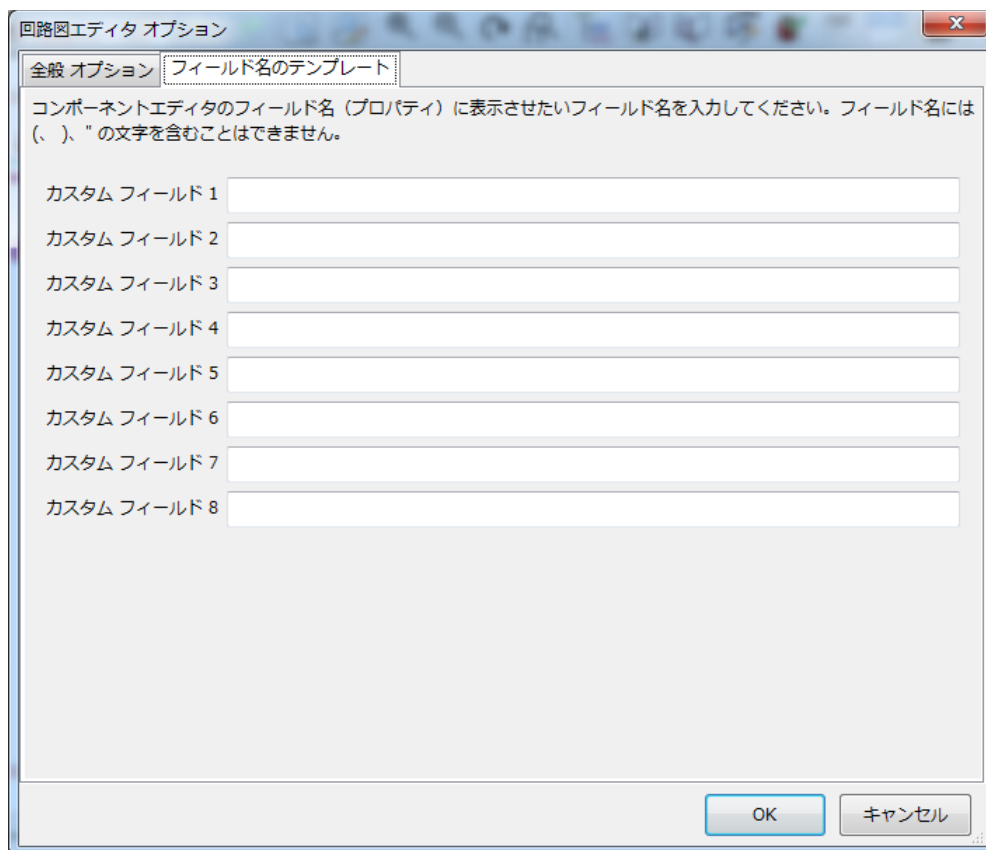 回路図エディタ オプション
全般 オプション フィールド名のテンプレート
コンポーネントエディタのフィールド名（プロパティ）に表示させたいフィールド名を入力してください。フィールド名には
(、 )、" の文字を含むことはできません。
カスタム フィールド 1
カスタム フィールド 2
カスタム フィールド 3
カスタム フィールド 4
カスタム フィールド 5
カスタム フィールド 6
カスタム フィールド 7
カスタム フィールド 8
OK キャンセル